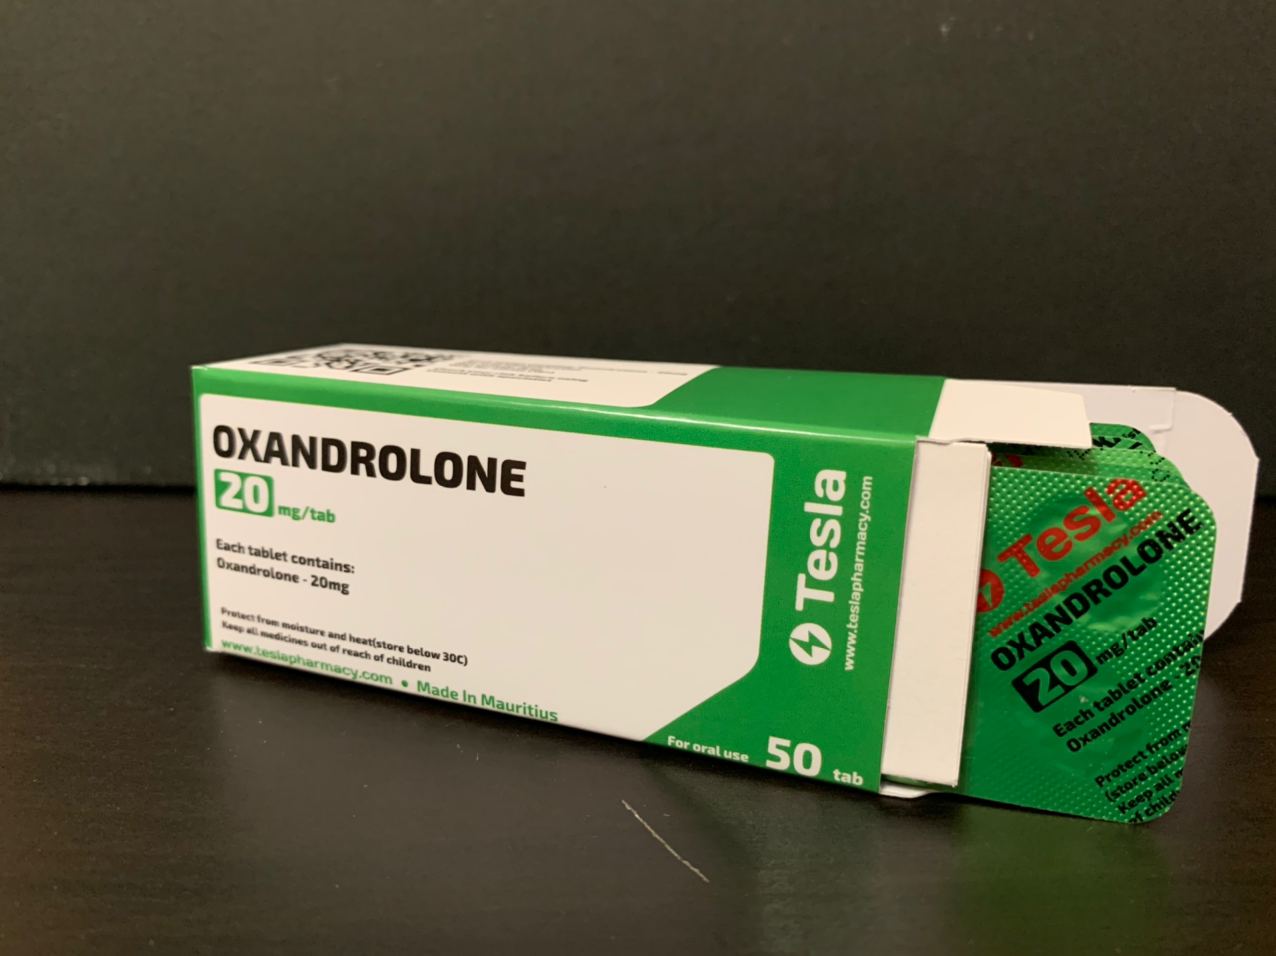 OXANDROLONE
20 mg/tab
Each tablet contains:
Oxandrolone - 20mg
Protect from moisture and heat(store below 30C)
Keep all medicines out of reach of children
www.teslapharmacy.com • Made In Mauritius
Tesla
www.teslapharmacy.com
For oral use 50 tab
Tesla
www.teslapharmacy.com
OXANDROLONE
20 mg/tab
Each tablet
Oxandrolone -
Protect from
(store below
Keep all